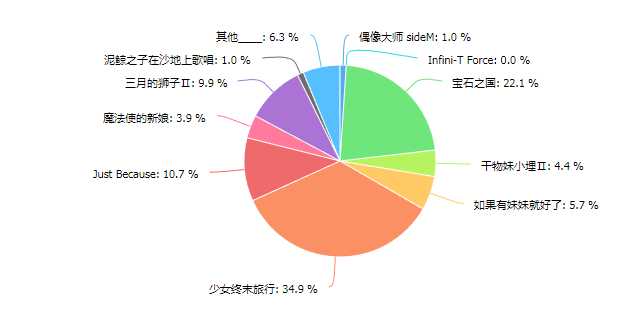 其他____: 6.3 %
偶像大师 sideM: 1.0 %
泥鲸之子在沙地上歌唱: 1.0 %
Infini-T Force: 0.0 %
三月的狮子Ⅱ: 9.9 %
宝石之国: 22.1 %
魔法使的新娘: 3.9 %
干物妹小埋Ⅱ: 4.4 %
Just Because: 10.7 %
如果有妹妹就好了: 5.7 %
少女终末旅行: 34.9 %